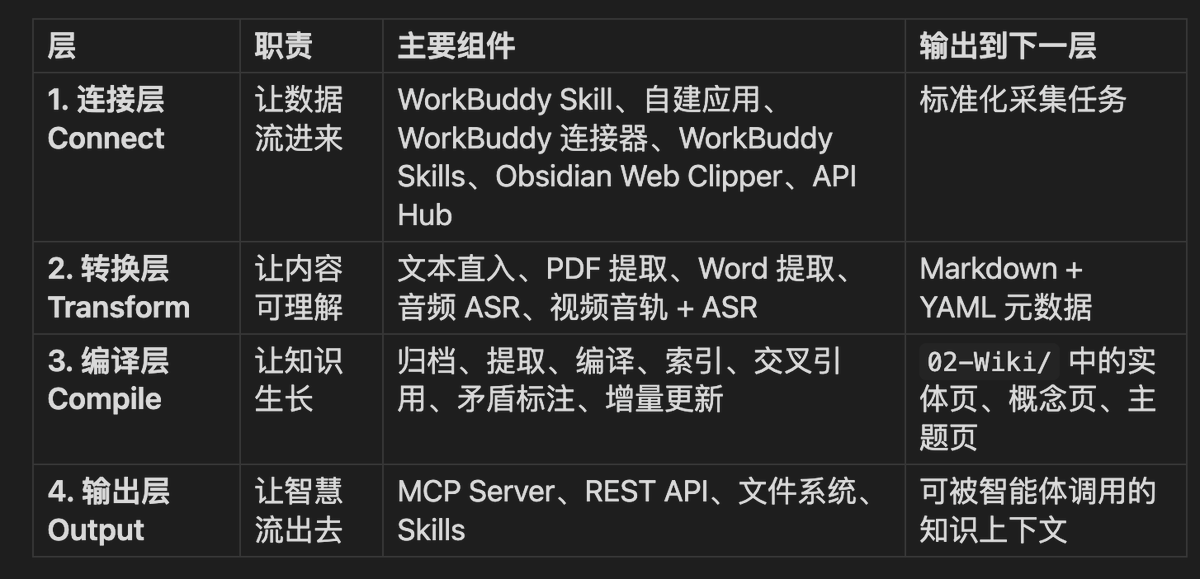 层
职责
主要组件
输出到下一层
1. 连接层
Connect
让数据
流进来
WorkBuddy Skill、自建应用、
WorkBuddy 连接器、WorkBuddy
Skills、Obsidian Web Clipper、API
Hub
标准化采集任务
2. 转换层
Transform
让内容
可理解
文本直入、PDF 提取、Word 提取、
音频 ASR、视频音轨 + ASR
Markdown +
YAML 元数据
3. 编译层
Compile
让知识
生长
归档、提取、编译、索引、交叉引
用、矛盾标注、增量更新
02-Wiki/ 中的实
体页、概念页、主
题页
4. 输出层
Output
让智慧
流出去
MCP Server、REST API、文件系统、
Skills
可被智能体调用的
知识上下文